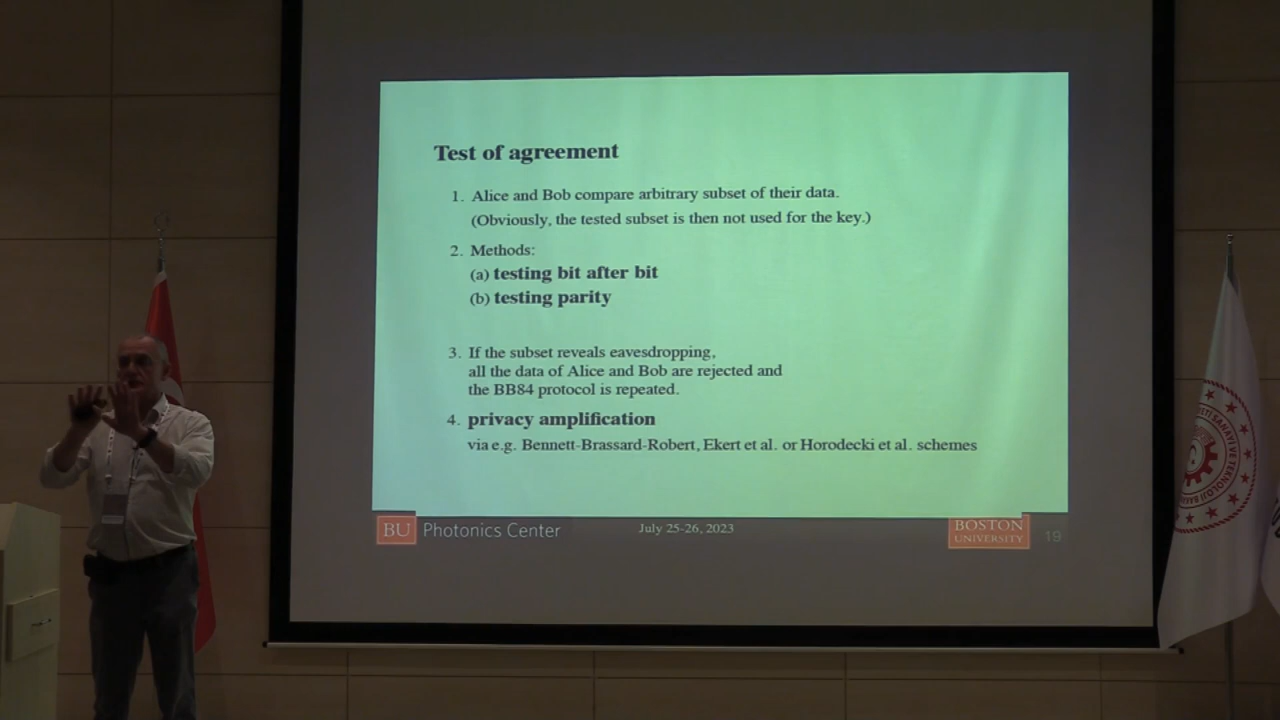 Test of agreement
1. Alice and Bob compare arbitrary subset of their data.
(Obviously, the tested subset is then not used for the key.)
2. Methods:
(a) testing bit after bit
(b) testing parity
3. If the subset reveals eavesdropping,
all the data of Alice and Bob are rejected and
the BB84 protocol is repeated.
4. privacy amplification
via e.g. Bennett-Brassard-Robert, Ekert et al. or Horodecki et al. schemes
BU Photonics Center
July 25-26, 2023
BOSTON
UNIVERSITY
19